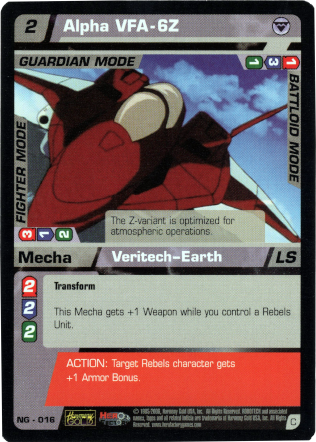 2 Alpha VFA-6Z
GUARDIAN MODE 1 3 1
BATTLOID MODE
FIGHTER MODE
The Z-variant is optimized for
atmospheric operations.
3 1 2
Mecha Veritech-Earth LS
2 Transform
2 This Mecha gets +1 Weapon while you control a Rebels
2 Unit.
ACTION: Target Rebels character gets
+1 Armor Bonus.
NG - 016
Harmony
GOLD
C